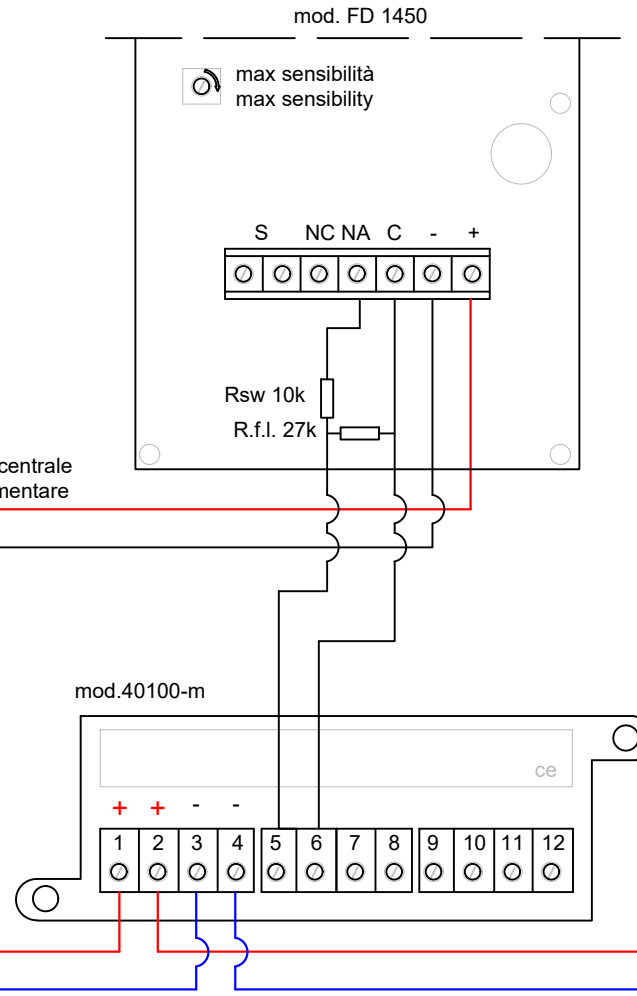 mod. FD 1450
max sensibilità
max sensibility
S NC NA C - +
Rsw 10k
R.f.l. 27k
centrale
mentare
mod.40100-m
ce
+ + - -
1 2 3 4 5 6 7 8 9 10 11 12